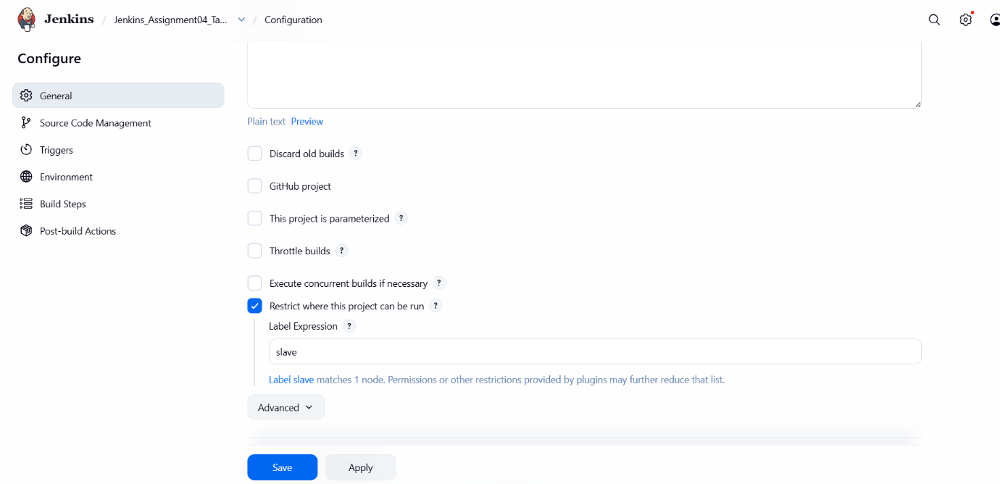 Jenkins / Jenkins_Assignment04_Ta... / Configuration
Configure
General
Source Code Management
Triggers
Environment
Build Steps
Post-build Actions
Plain text Preview
Discard old builds ?
GitHub project
This project is parameterized ?
Throttle builds ?
Execute concurrent builds if necessary ?
Restrict where this project can be run ?
Label Expression ?
slave
Label slave matches 1 node. Permissions or other restrictions provided by plugins may further reduce that list.
Advanced
Save Apply